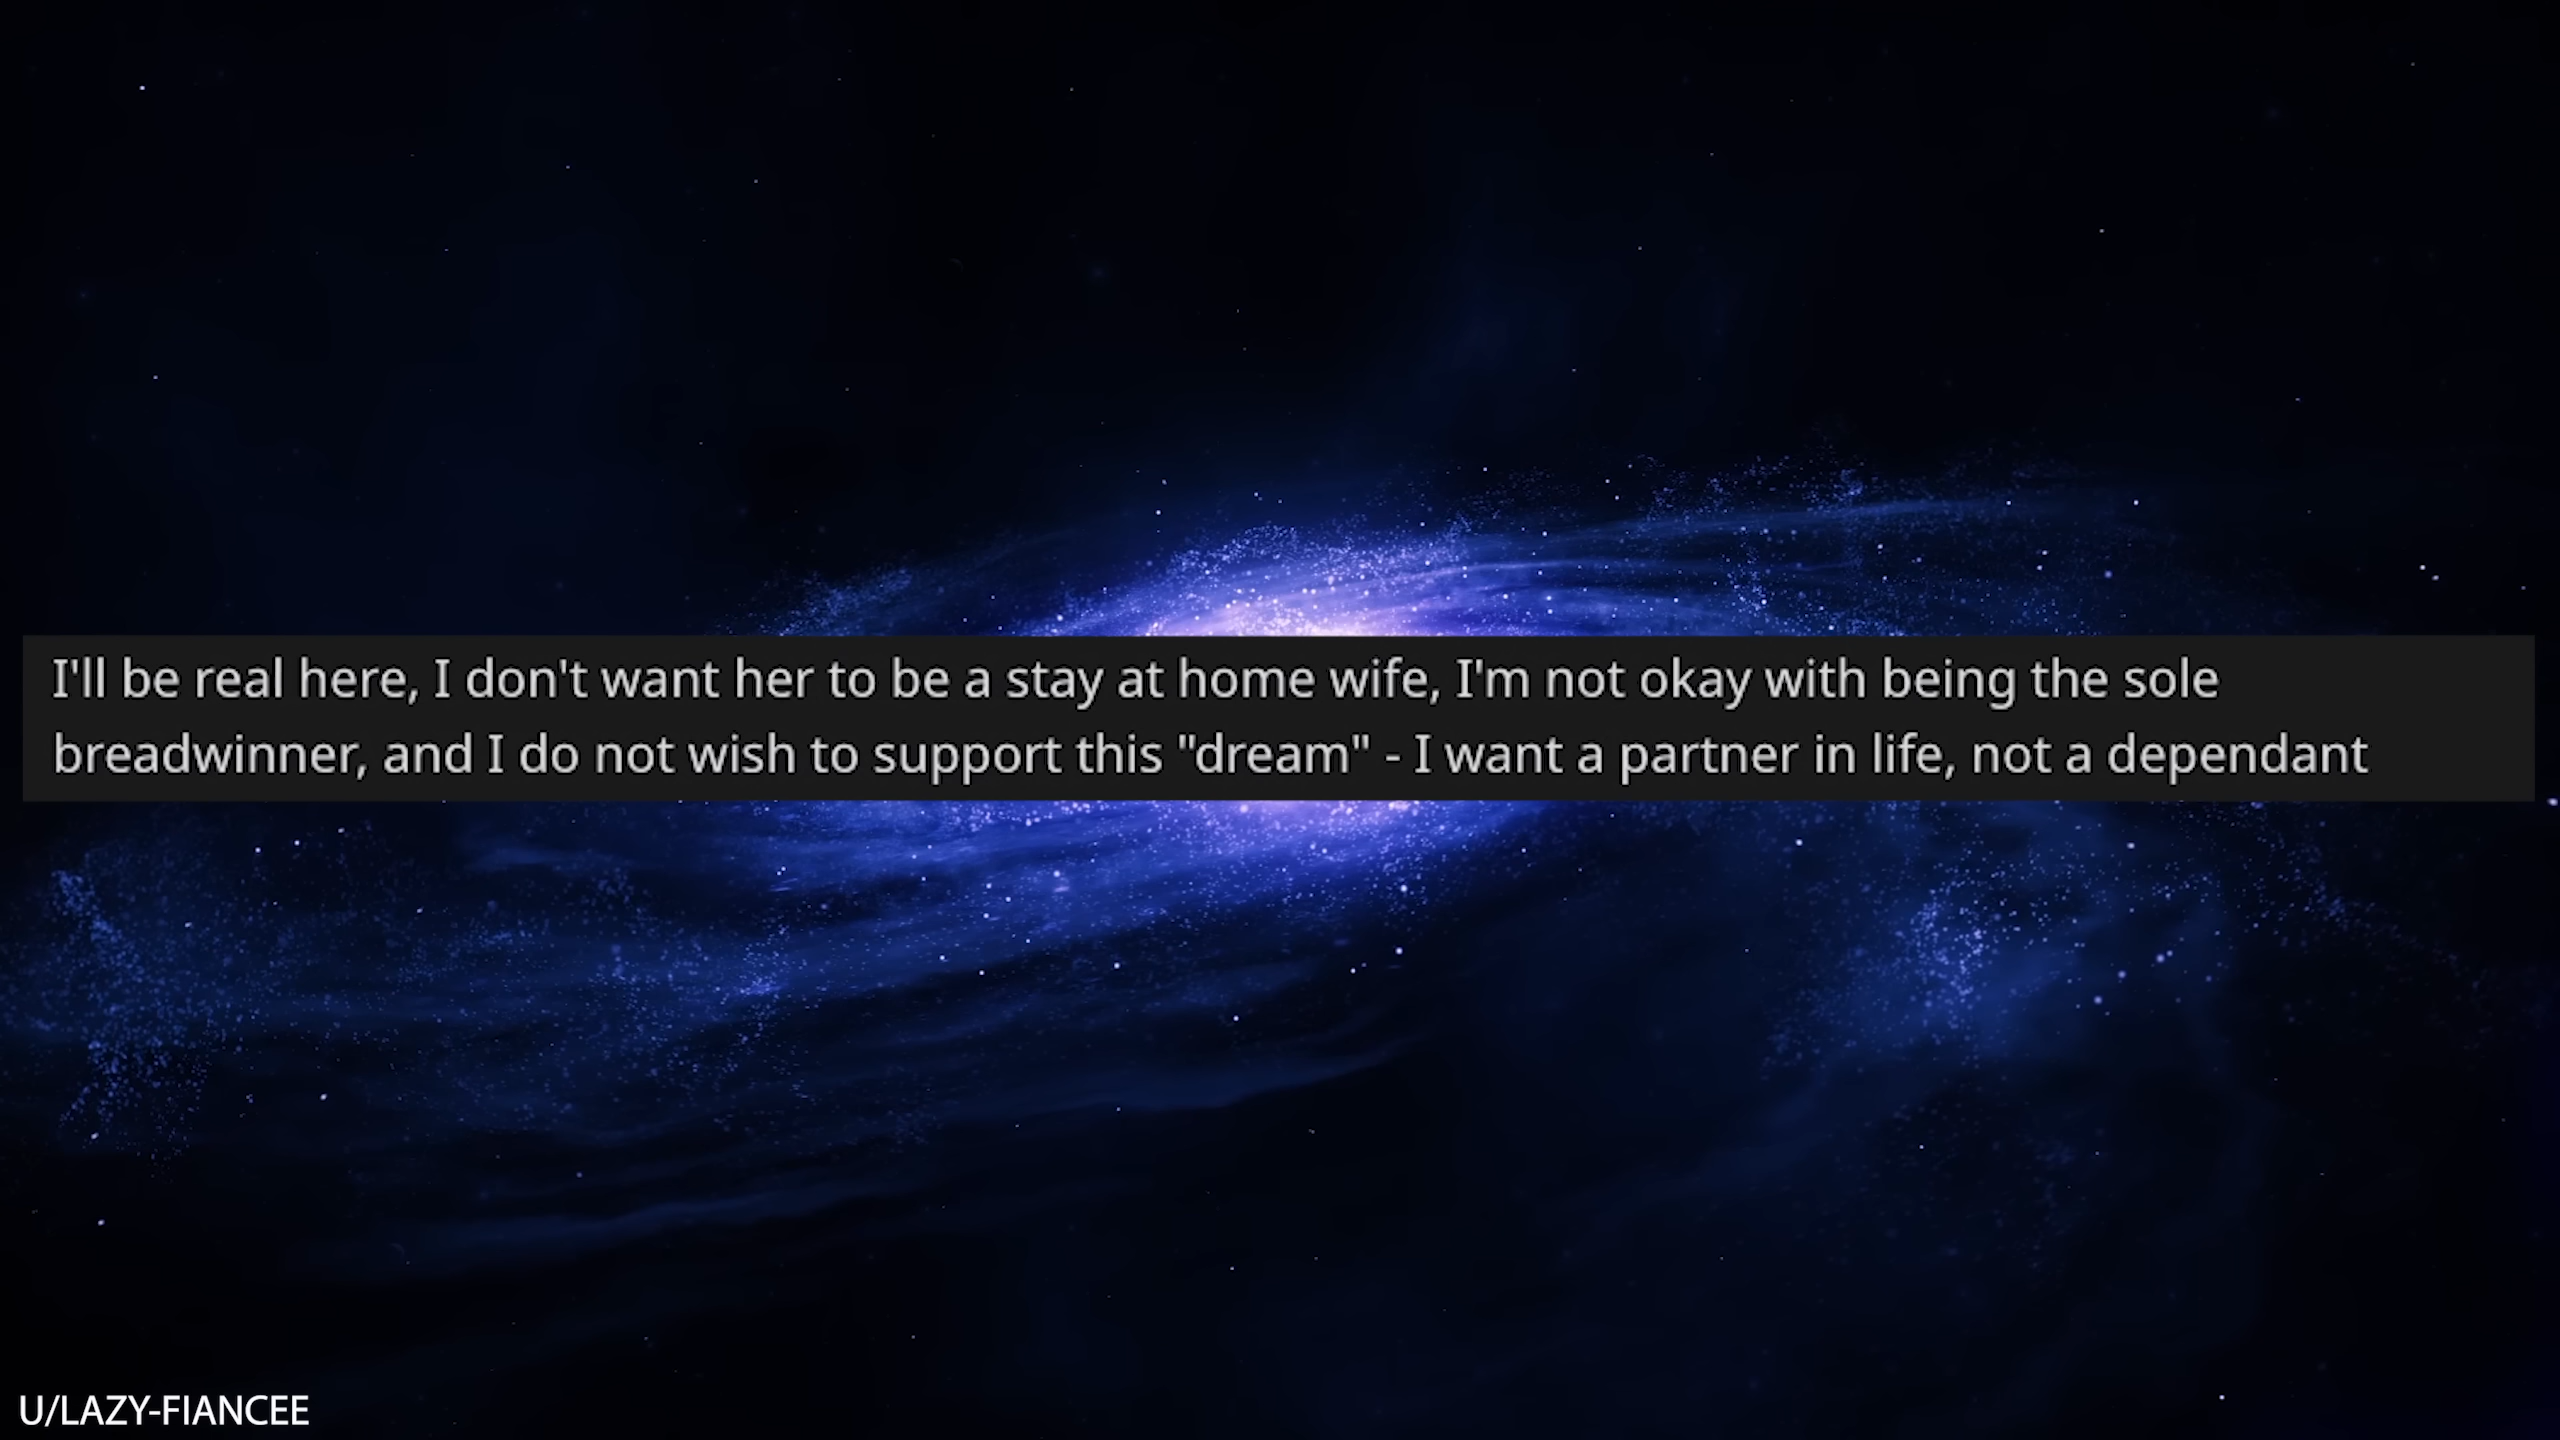 I'll be real here, I don't want her to be a stay at home wife, I'm not okay with being the sole
breadwinner, and I do not wish to support this "dream" - I want a partner in life, not a dependant
U/LAZY-FIANCEE